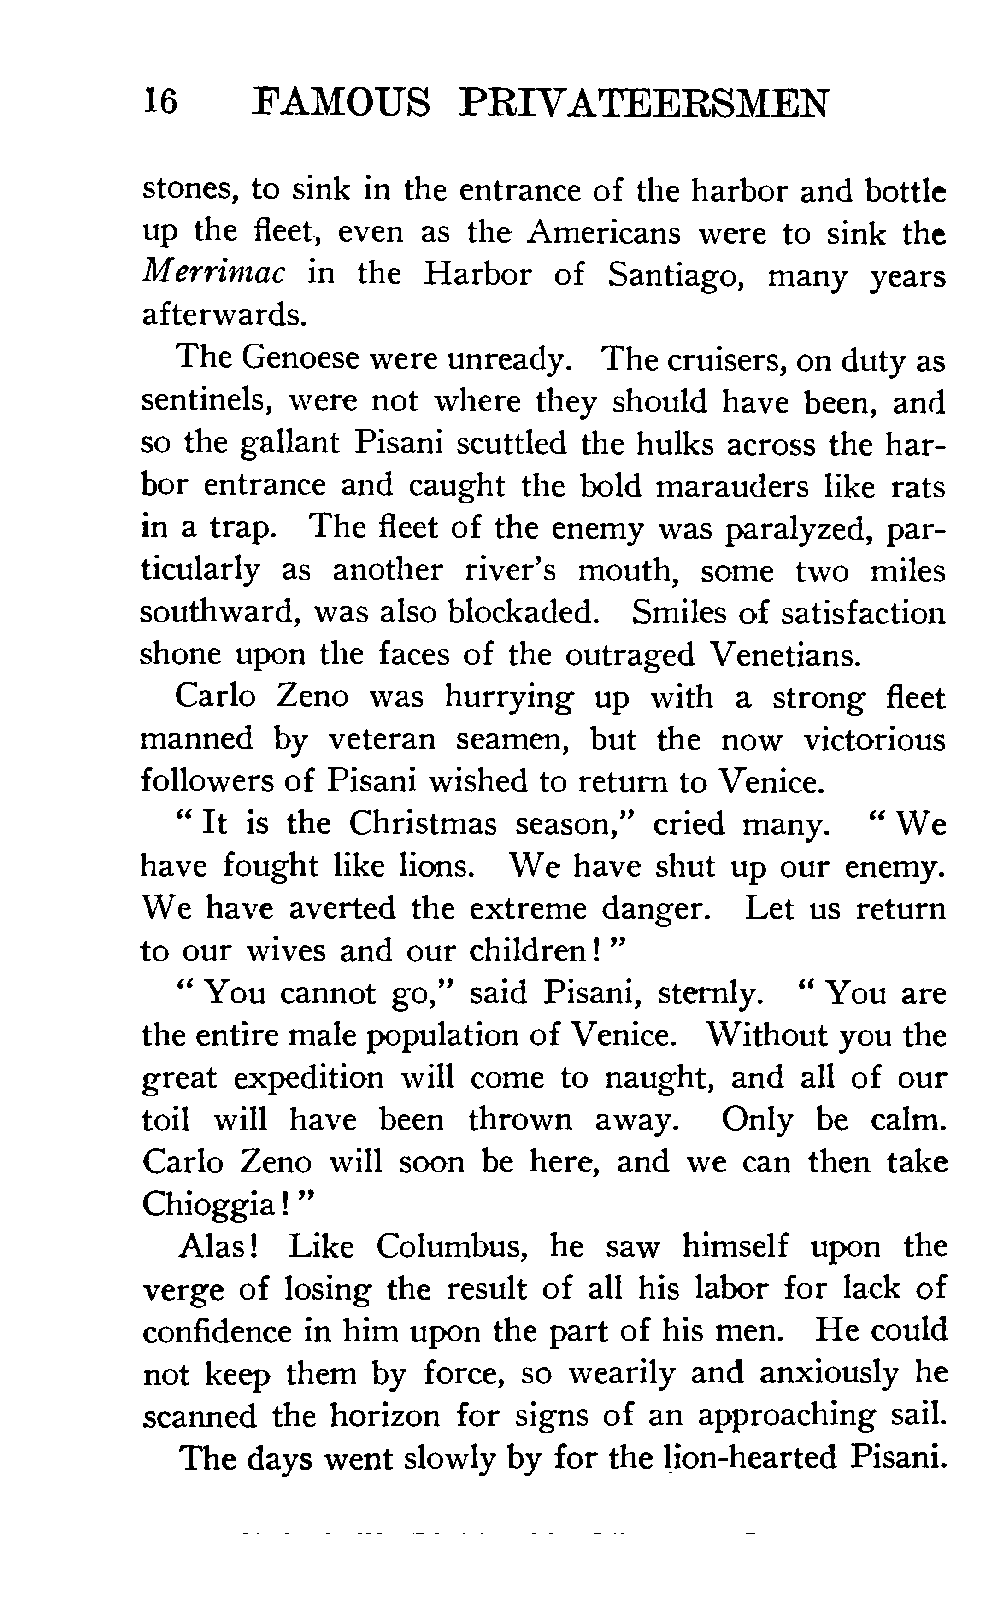 16 FAMOUS PRIVATEERSMEN
stones, to sink in the entrance of the harbor and bottle
up the fleet, even as the Americans were to sink the
Merrimac in the Harbor of Santiago, many years
afterwards.
The Genoese were unready. The cruisers, on duty as
sentinels, were not where they should have been, and
so the gallant Pisani scuttled the hulks across the har-
bor entrance and caught the bold marauders like rats
in a trap. The fleet of the enemy was paralyzed, par-
ticularly as another river's mouth, some two miles
southward, was also blockaded. Smiles of satisfaction
shone upon the faces of the outraged Venetians.
Carlo Zeno was hurrying up with a strong fleet
manned by veteran seamen, but the now victorious
followers of Pisani wished to return to Venice.
“ It is the Christmas season,” cried many. “ We
have fought like lions. We have shut up our enemy.
We have averted the extreme danger. Let us return
to our wives and our children! ”
“ You cannot go,” said Pisani, sternly. “ You are
the entire male population of Venice. Without you the
great expedition will come to naught, and all of our
toil will have been thrown away. Only be calm.
Carlo Zeno will soon be here, and we can then take
Chioggia! ”
Alas! Like Columbus, he saw himself upon the
verge of losing the result of all his labor for lack of
confidence in him upon the part of his men. He could
not keep them by force, so wearily and anxiously he
scanned the horizon for signs of an approaching sail.
The days went slowly by for the lion-hearted Pisani.